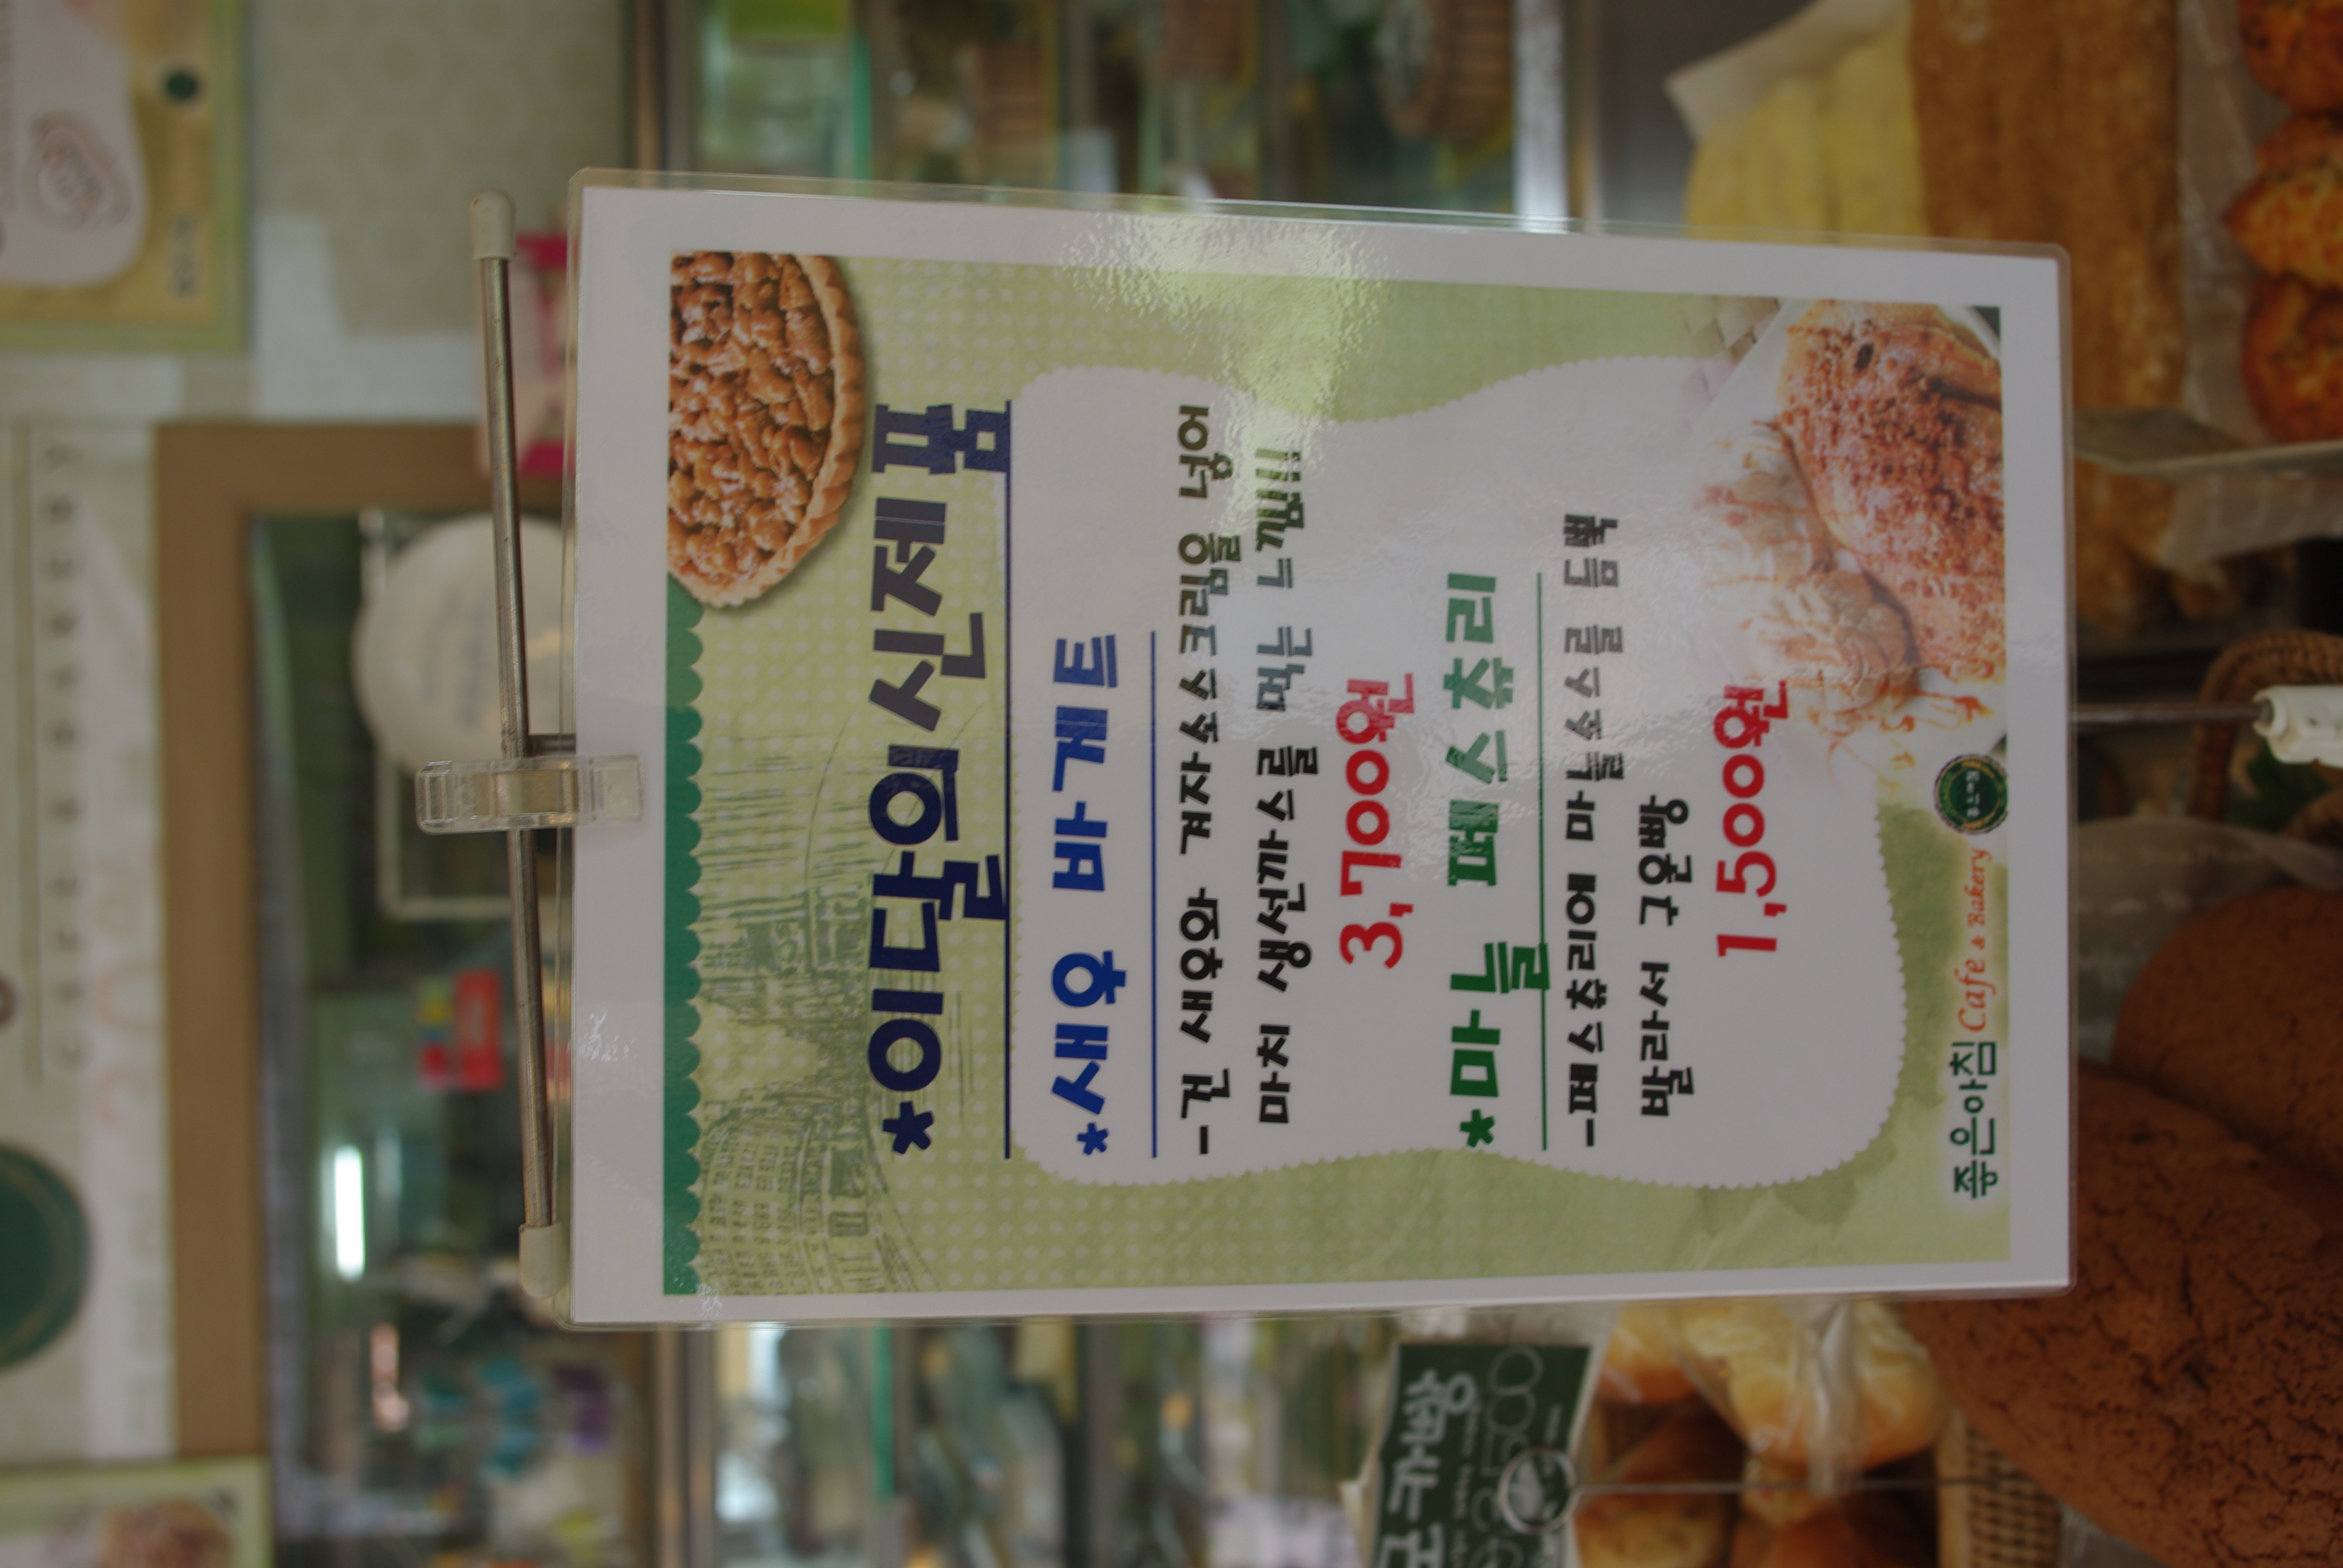 *이달의신제품
*새우 바게트
-건 새우와 겨자소스크림을 넣어
마치 생선까스를 먹는 느낌!!!
3,700원
*마늘 페스츄리
-페스츄리에 마늘소스를 듬뿍
발라서 구운빵
1,500원
좋은아침 Cafe & Bakery